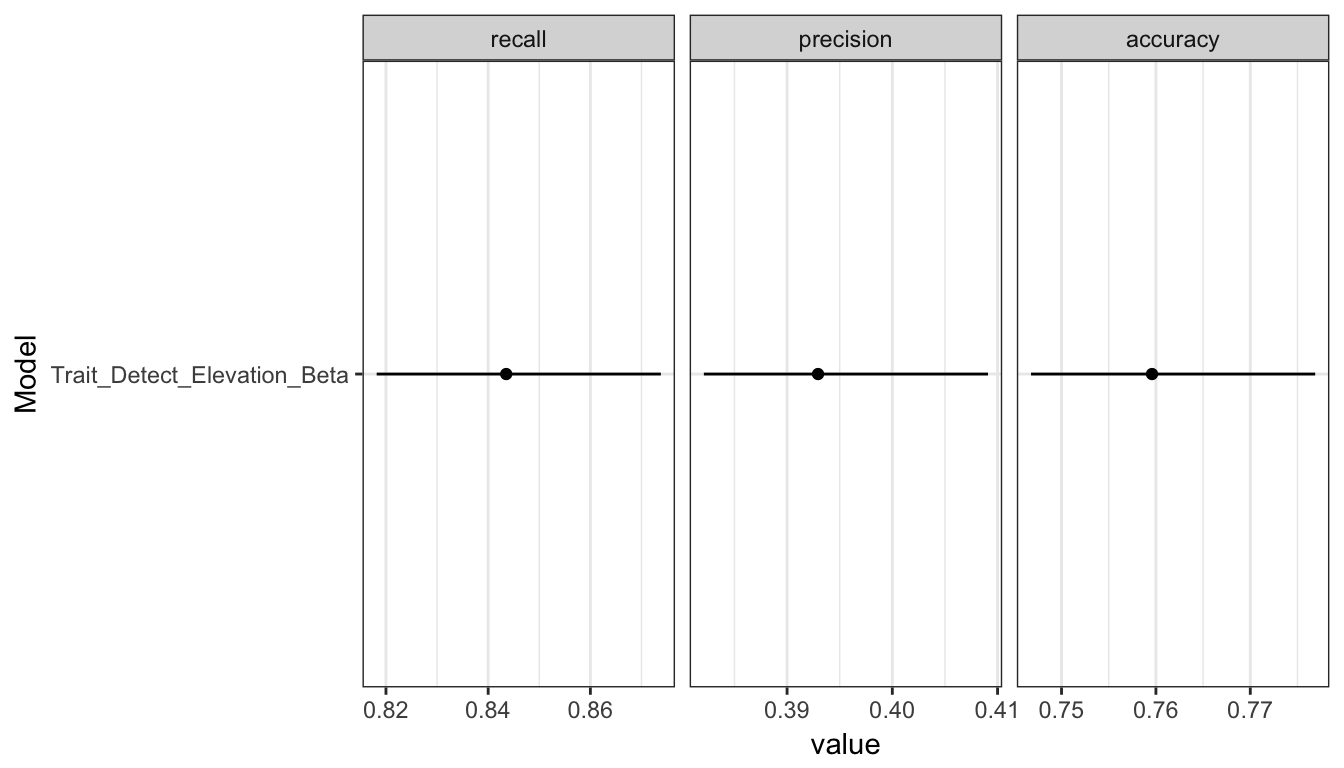 recall precision accuracy
Model
Trait_Detect_Elevation_Beta
0.82 0.84 0.86 0.39 0.40 0.41 0.75 0.76 0.77
value